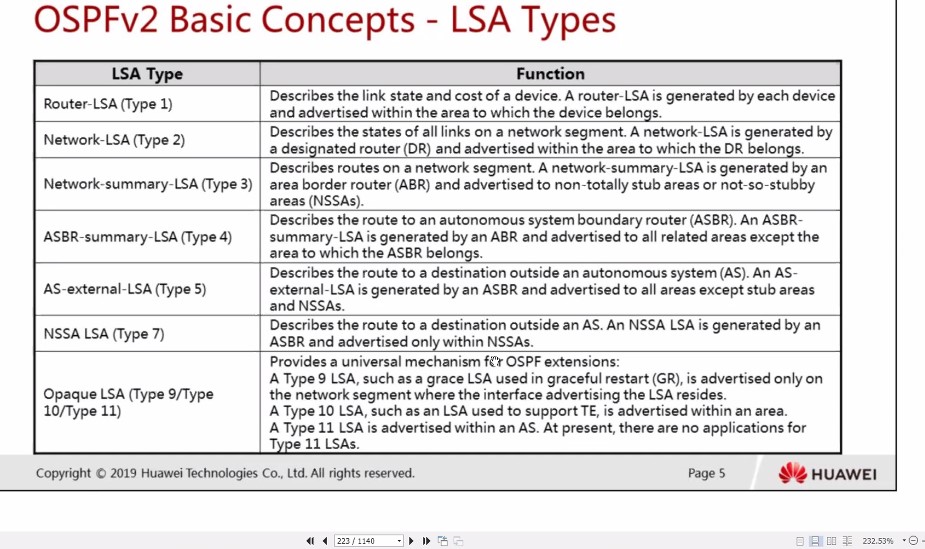 OSPFv2 Basic Concepts - LSA Types
LSA Type
Function
Router-LSA (Type 1)
Describes the link state and cost of a device. A router-LSA is generated by each device
and advertised within the area to which the device belongs.
Network-LSA (Type 2)
Describes the states of all links on a network segment. A network-LSA is generated by
a designated router (DR) and advertised within the area to which the DR belongs.
Network-summary-LSA (Type 3)
Describes routes on a network segment. A network-summary-LSA is generated by an
area border router (ABR) and advertised to non-totally stub areas or not-so-stubby
areas (NSSAs).
ASBR-summary-LSA (Type 4)
Describes the route to an autonomous system boundary router (ASBR). An ASBR-
summary-LSA is generated by an ABR and advertised to all related areas except the
area to which the ASBR belongs.
AS-external-LSA (Type 5)
Describes the route to a destination outside an autonomous system (AS). An AS-
external-LSA is generated by an ASBR and advertised to all areas except stub areas
and NSSAs.
NSSA LSA (Type 7)
Describes the route to a destination outside an AS. An NSSA LSA is generated by an
ASBR and advertised only within NSSAs.
Opaque LSA (Type 9/Type
10/Type 11)
Provides a universal mechanism for OSPF extensions:
A Type 9 LSA, such as a grace LSA used in graceful restart (GR), is advertised only on
the network segment where the interface advertising the LSA resides.
A Type 10 LSA, such as an LSA used to support TE, is advertised within an area.
A Type 11 LSA is advertised within an AS. At present, there are no applications for
Type 11 LSAs.
Copyright © 2019 Huawei Technologies Co., Ltd. All rights reserved.
Page 5
HUAWEI
223 / 1140
232.53%